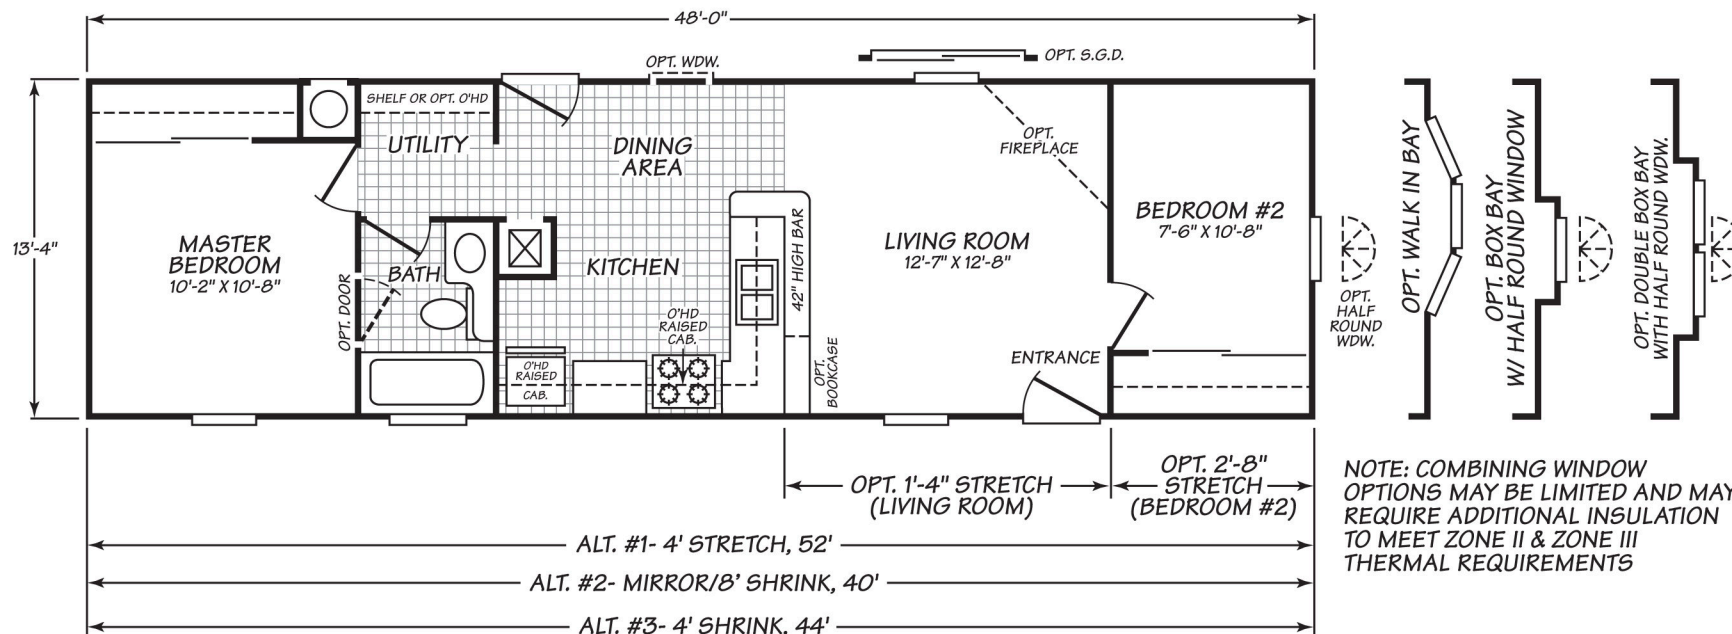 48'-0"
OPT. WDW.
OPT. S.G.D.
13'-4"
SHELF OR OPT. O'HD
UTILITY
DINING
AREA
OPT.
FIREPLACE
MASTER
BEDROOM
10'-2" X 10'-8"
BATH
OPT. DOOR
KITCHEN
42" HIGH BAR
O'HD
RAISED
CAB.
O'HD
RAISED
CAB.
OPT.
BOOKCASE
LIVING ROOM
12'-7" X 12'-8"
ENTRANCE
BEDROOM #2
7'-6" X 10'-8"
OPT.
HALF
ROUND
WDW.
OPT. WALK IN BAY
OPT. BOX BAY
W/ HALF ROUND WINDOW
OPT. DOUBLE BOX BAY
WITH HALF ROUND WDW.
OPT. 1'-4" STRETCH
(LIVING ROOM)
OPT. 2'-8"
STRETCH
(BEDROOM #2)
NOTE: COMBINING WINDOW
OPTIONS MAY BE LIMITED AND MAY
REQUIRE ADDITIONAL INSULATION
TO MEET ZONE II & ZONE III
THERMAL REQUIREMENTS
ALT. #1- 4' STRETCH, 52'
ALT. #2- MIRROR/8' SHRINK, 40'
ALT. #3- 4' SHRINK, 44'